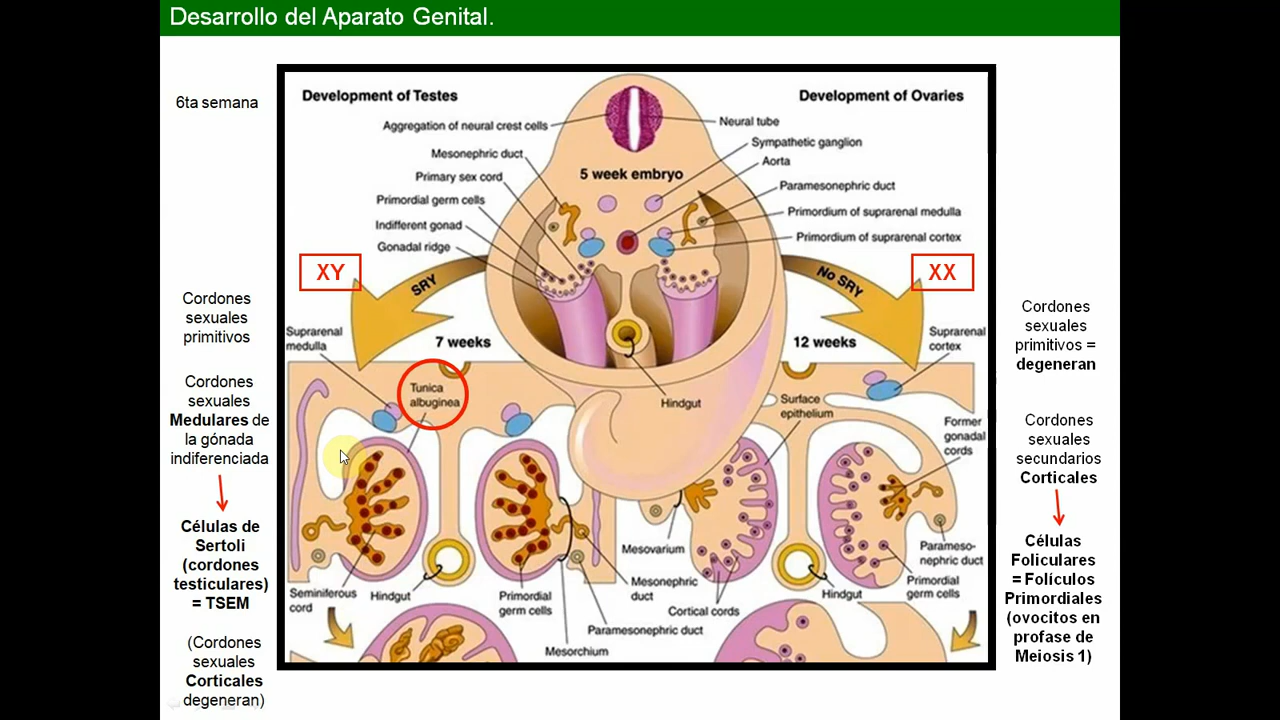 Desarrollo del Aparato Genital.
6ta semana
Cordones
sexuales
primitivos
Cordones
sexuales
Medulares de
la gónada
indiferenciada
Células de
Sertoli
(cordones
testiculares)
= TSEM
(Cordones
sexuales
Corticales
degeneran)
Development of Testes
Development of Ovaries
Aggregation of neural crest cells
Mesonephric duct
Primary sex cord
Primordial germ cells
Indifferent gonad
Gonadal ridge
5 week embryo
Neural tube
Sympathetic ganglion
Aorta
Paramesonephric duct
Primordium of suprarenal medulla
Primordium of suprarenal cortex
XY
SRY
No SRY
XX
Suprarenal
medulla
7 weeks
12 weeks
Suprarenal
cortex
Tunica
albuginea
Hindgut
Surface
epithelium
Former
gonadal
cords
Seminiferous
cord
Hindgut
Primordial
germ cells
Mesorchium
Paramesonephric duct
Mesonephric
duct
Mesovarium
Cortical cords
Hindgut
Primordial
germ cells
Parameso-
nephric duct
Cordones
sexuales
primitivos =
degeneran
Cordones
sexuales
secundarios
Corticales
Células
Foliculares
= Folículos
Primordiales
(ovocitos en
profase de
Meiosis 1)